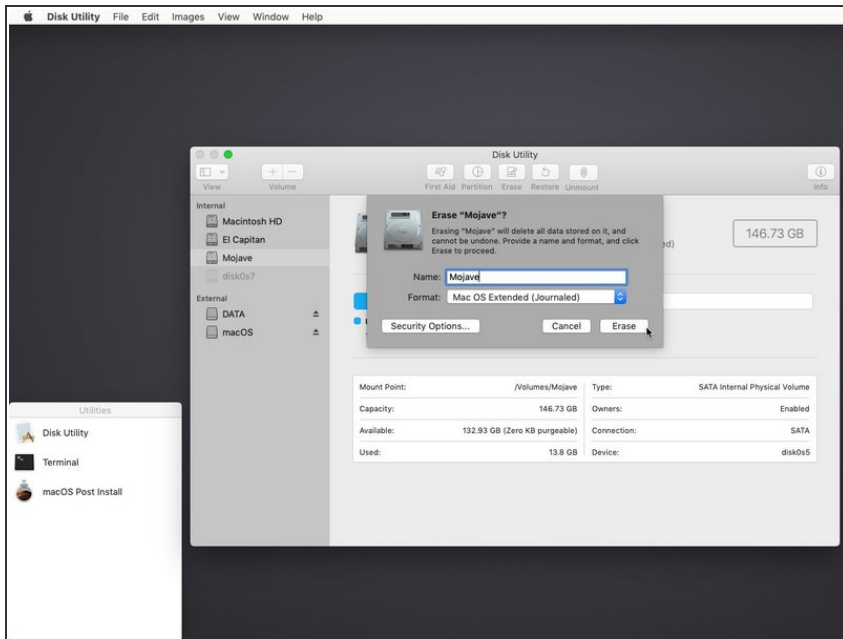 Disk Utility File Edit Images View Window Help
Disk Utility
View Volume First Aid Partition Erase Restore Unmount Info
Internal
Macintosh HD
El Capitan
Mojave
disk0s7
External
DATA
macOS
Erase "Mojave"?
Erasing "Mojave" will delete all data stored on it, and
cannot be undone. Provide a name and format, and click
Erase to proceed.
Name: Mojave
Format: Mac OS Extended (Journaled)
Security Options... Cancel Erase
146.73 GB
Mount Point: /Volumes/Mojave Type: SATA Internal Physical Volume
Capacity: 146.73 GB Owners: Enabled
Available: 132.93 GB (Zero KB purgeable) Connection: SATA
Used: 13.8 GB Device: disk0s5
Utilities
Disk Utility
Terminal
macOS Post Install